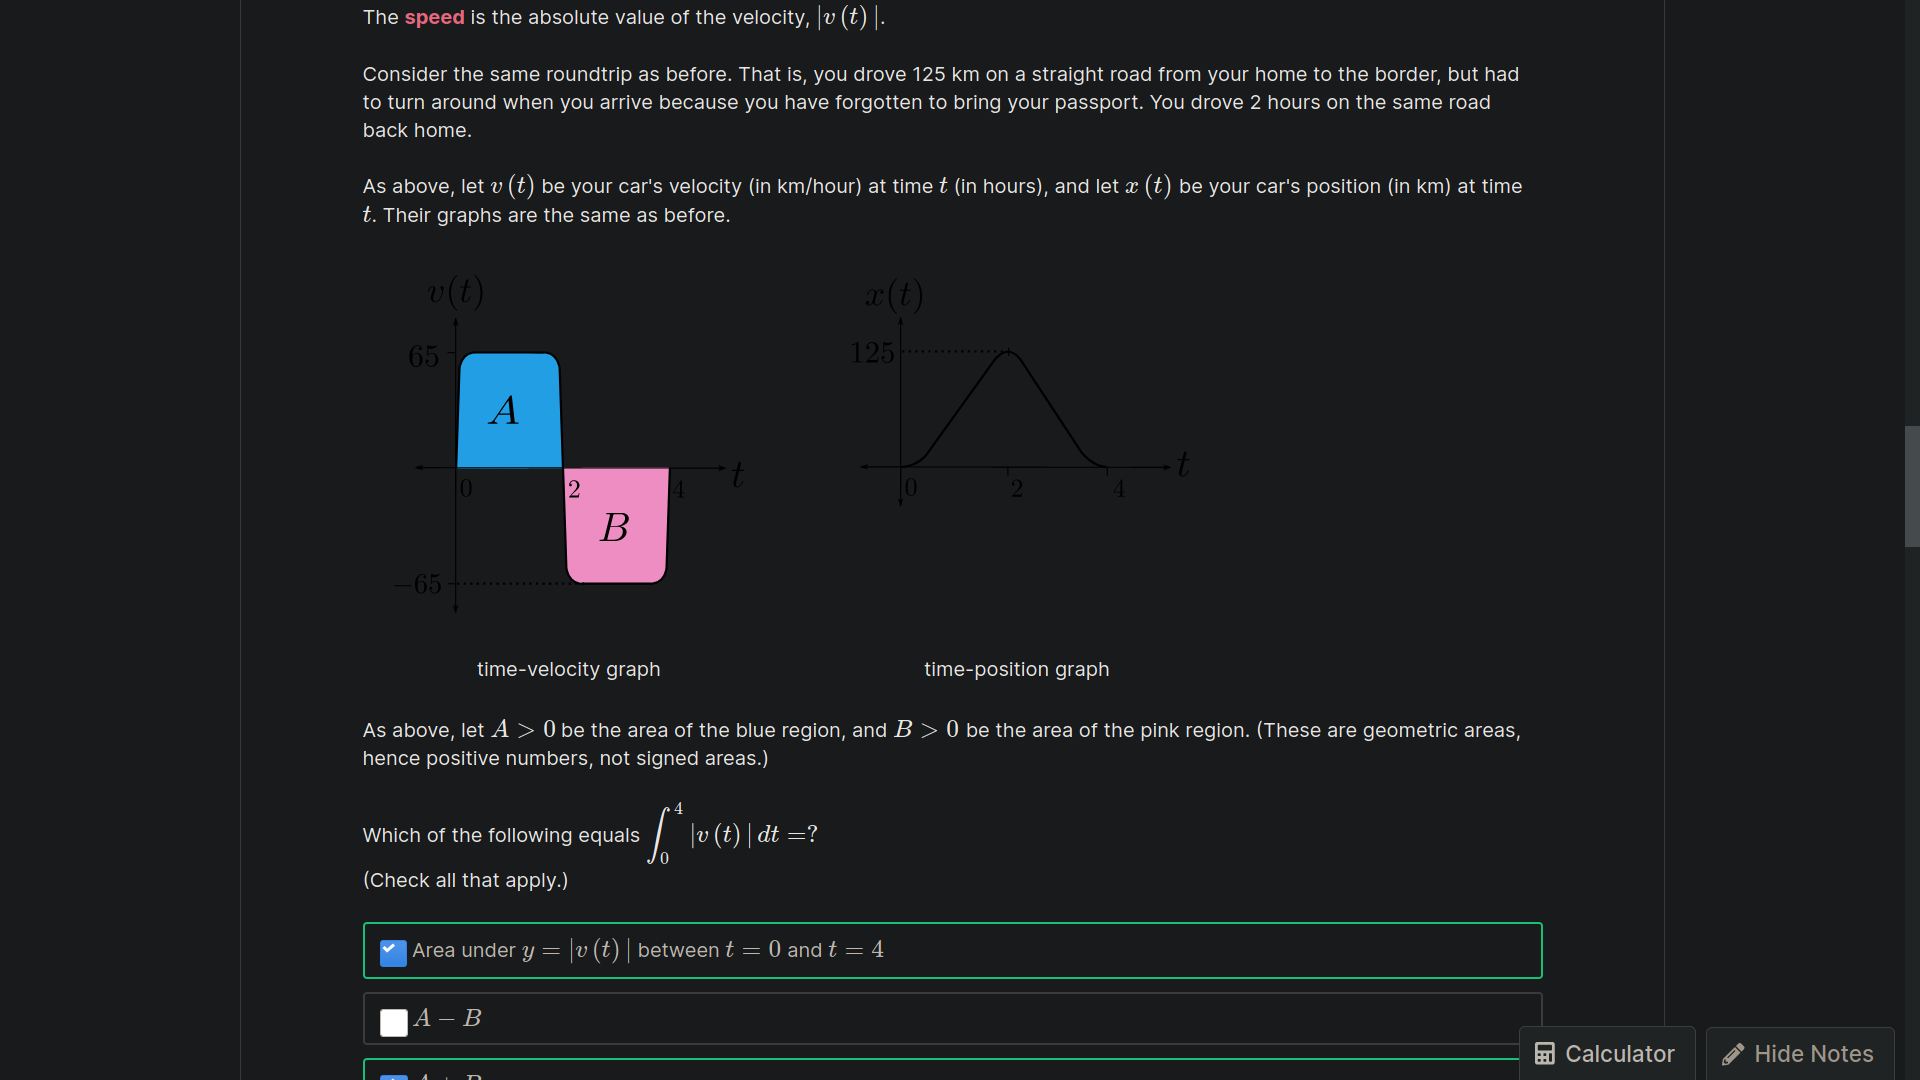 The speed is the absolute value of the velocity, |v (t) |.
Consider the same roundtrip as before. That is, you drove 125 km on a straight road from your home to the border, but had
to turn around when you arrive because you have forgotten to bring your passport. You drove 2 hours on the same road
back home.
As above, let v (t) be your car's velocity (in km/hour) at time t (in hours), and let x (t) be your car's position (in km) at time
t. Their graphs are the same as before.
v(t)
65
A
0
2
4
t
B
−65
x(t)
125
0
2
4
t
time-velocity graph
time-position graph
As above, let A > 0 be the area of the blue region, and B > 0 be the area of the pink region. (These are geometric areas,
hence positive numbers, not signed areas.)
Which of the following equals ∫₀⁴ |v (t) | dt =?
(Check all that apply.)
Area under y = |v (t) | between t = 0 and t = 4
A − B
Calculator
Hide Notes